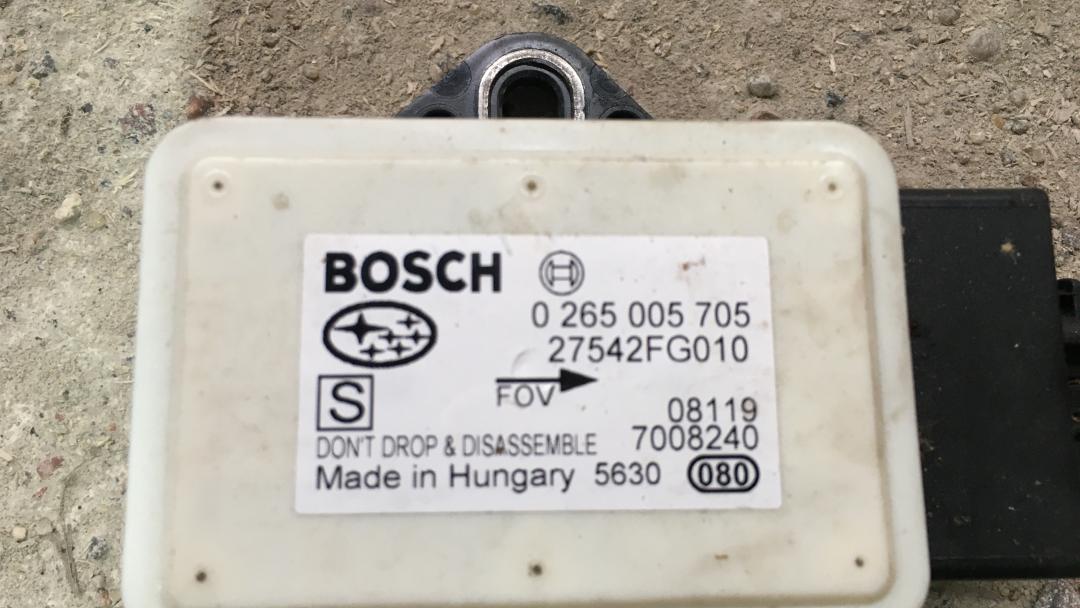 BOSCH
0 265 005 705
27542FG010
FOV
S
08119
DON'T DROP & DISASSEMBLE 7008240
Made in Hungary 5630 080